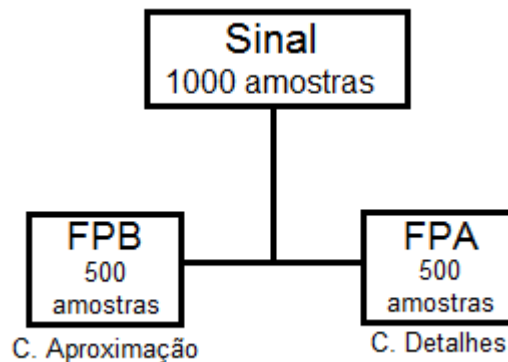 Sinal
1000 amostras
FPB
500
amostras
C. Aproximação
FPA
500
amostras
C. Detalhes